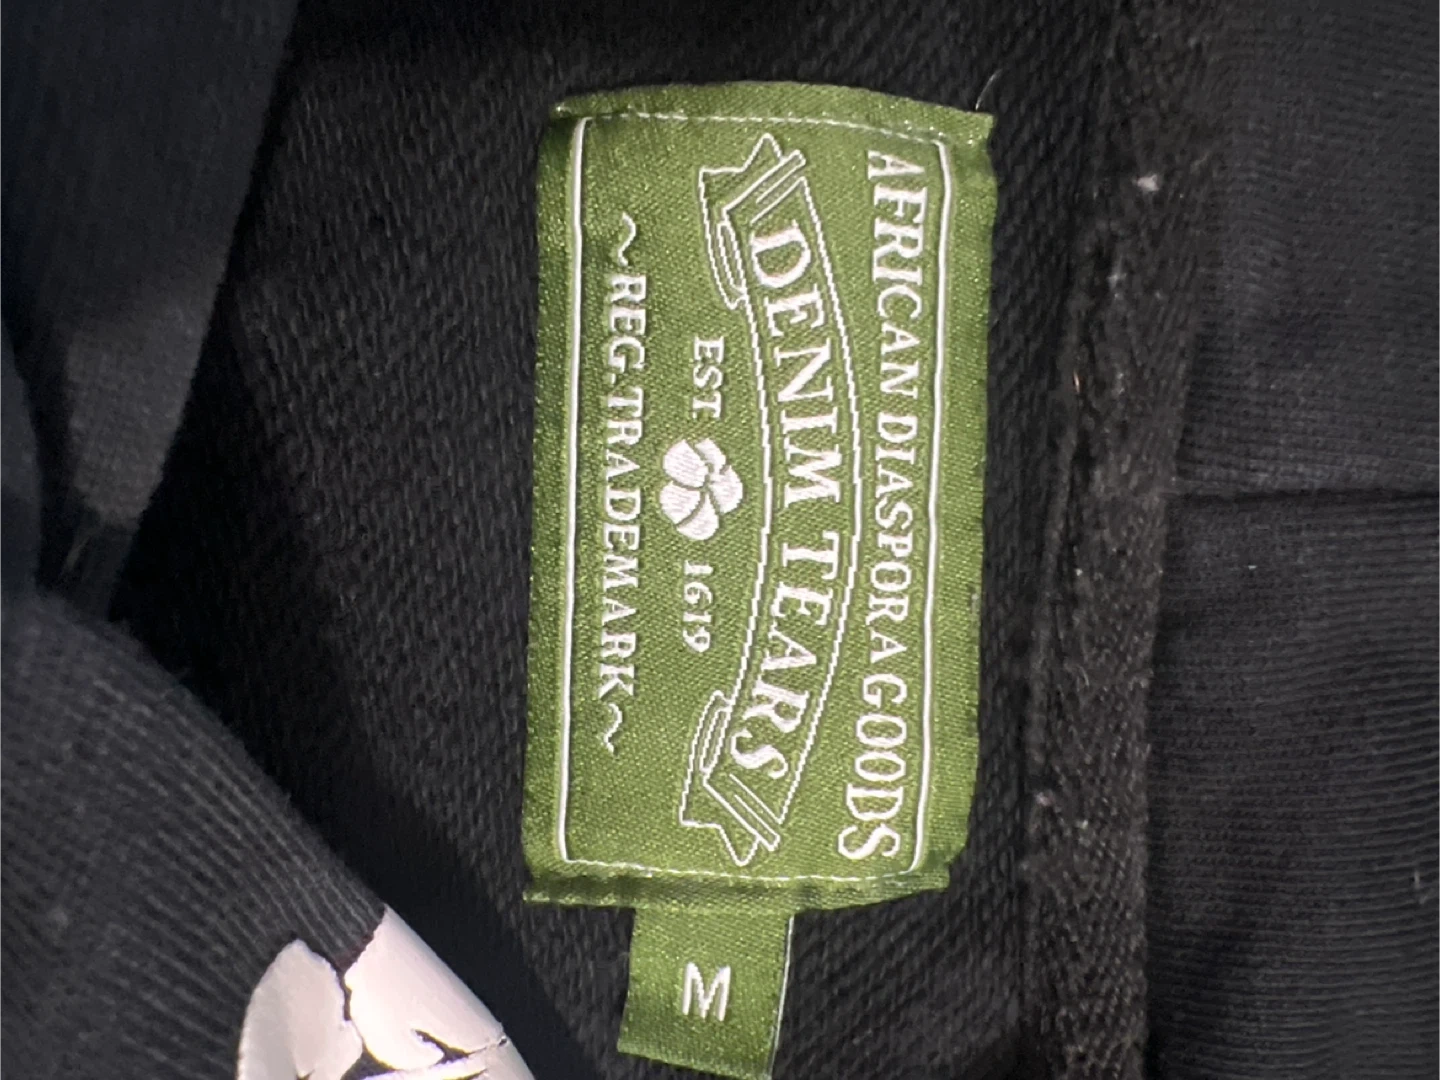 AFRICAN DIASPORA GOODS
DENIM TEARS
EST 1619
~REG.TRADEMARK~
M